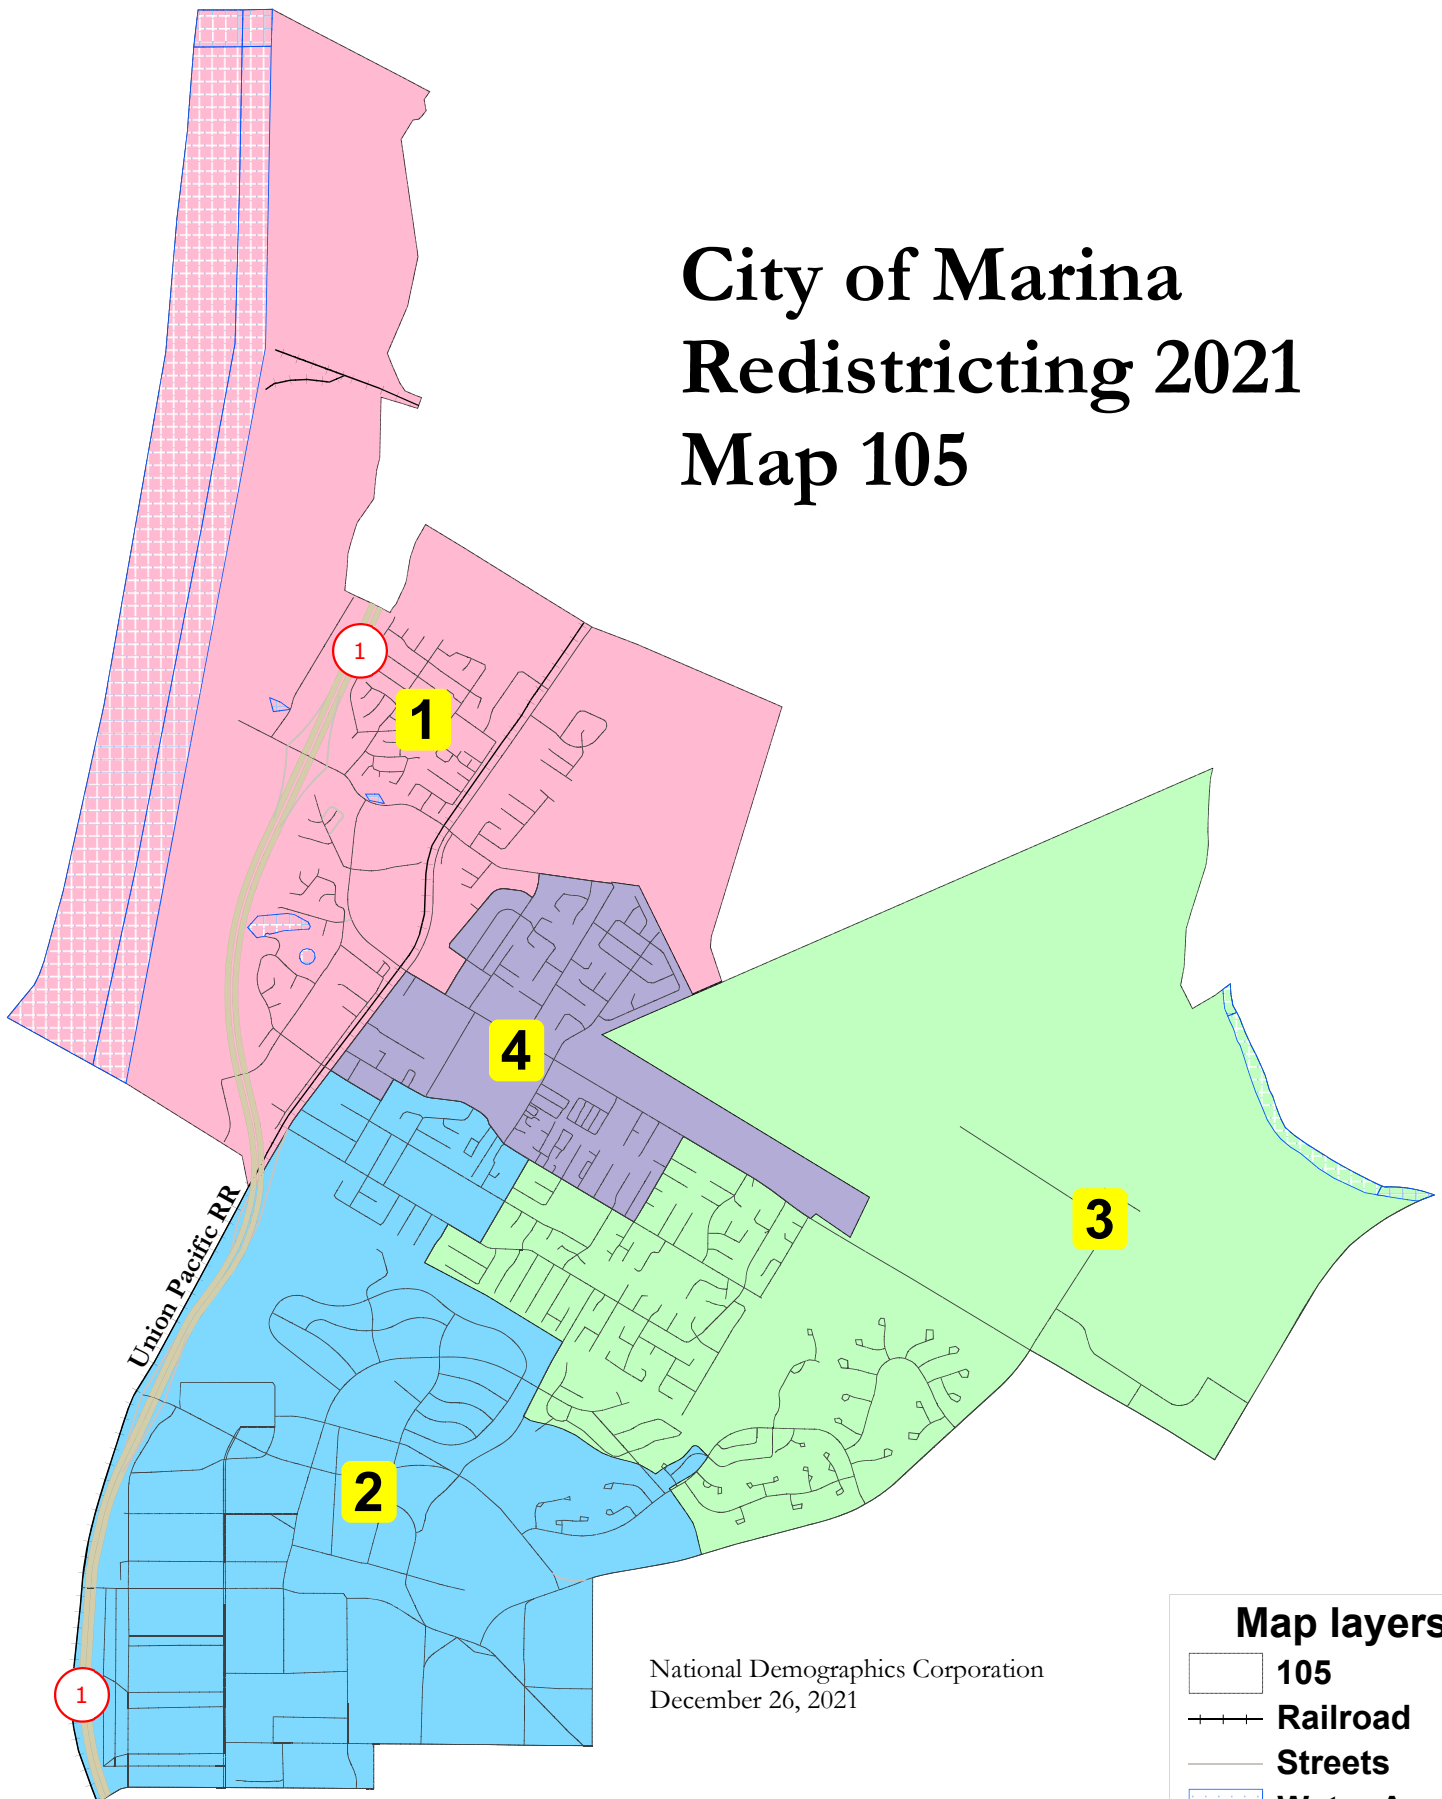 City of Marina
Redistricting 2021
Map 105
1
1
4
3
Union Pacific RR
2
1
National Demographics Corporation
December 26, 2021
Map layers
105
Railroad
Streets